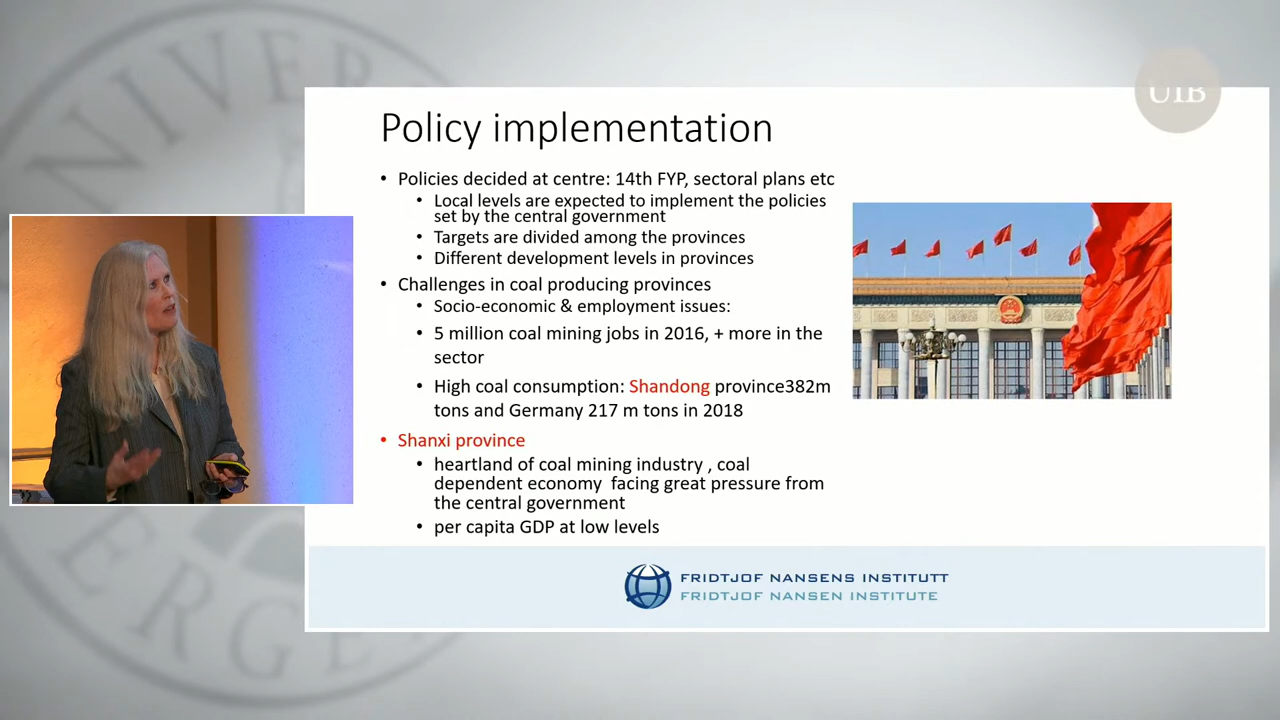 UNIVER
ERGE
UiB
Policy implementation
• Policies decided at centre: 14th FYP, sectoral plans etc
• Local levels are expected to implement the policies
set by the central government
• Targets are divided among the provinces
• Different development levels in provinces
• Challenges in coal producing provinces
• Socio-economic & employment issues:
• 5 million coal mining jobs in 2016, + more in the
sector
• High coal consumption: Shandong province382m
tons and Germany 217 m tons in 2018
• Shanxi province
• heartland of coal mining industry , coal
dependent economy  facing great pressure from
the central government
• per capita GDP at low levels
FRIDTJOF NANSENS INSTITUTT
FRIDTJOF NANSEN INSTITUTE